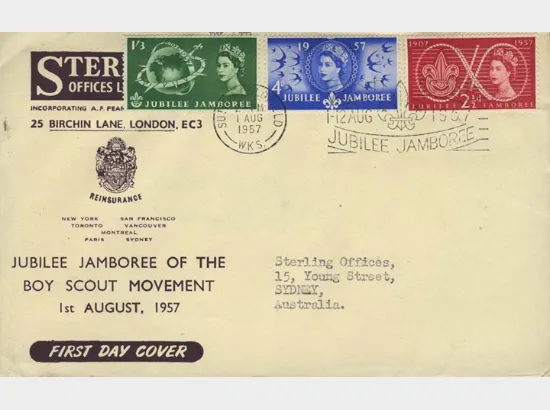 1/3
JUBILEE JAMBOREE
1957
4D
JUBILEE JAMBOREE
1907 1957
JUBILEE JAMBOREE
2½D
STER
OFFICES L
INCORPORATING A.F. PEAR
25 BIRCHIN LANE, LONDON, EC3
REINSURANCE
NEW YORK SAN FRANCISCO
TORONTO VANCOUVER
MONTREAL
PARIS SYDNEY
1 AUG
1957
WKS.
1-12 AUG 1957
JUBILEE JAMBOREE
JUBILEE JAMBOREE OF THE
BOY SCOUT MOVEMENT
1st AUGUST, 1957
FIRST DAY COVER
Sterling Offices,
15, Young Street,
SYDNEY,
Australia.